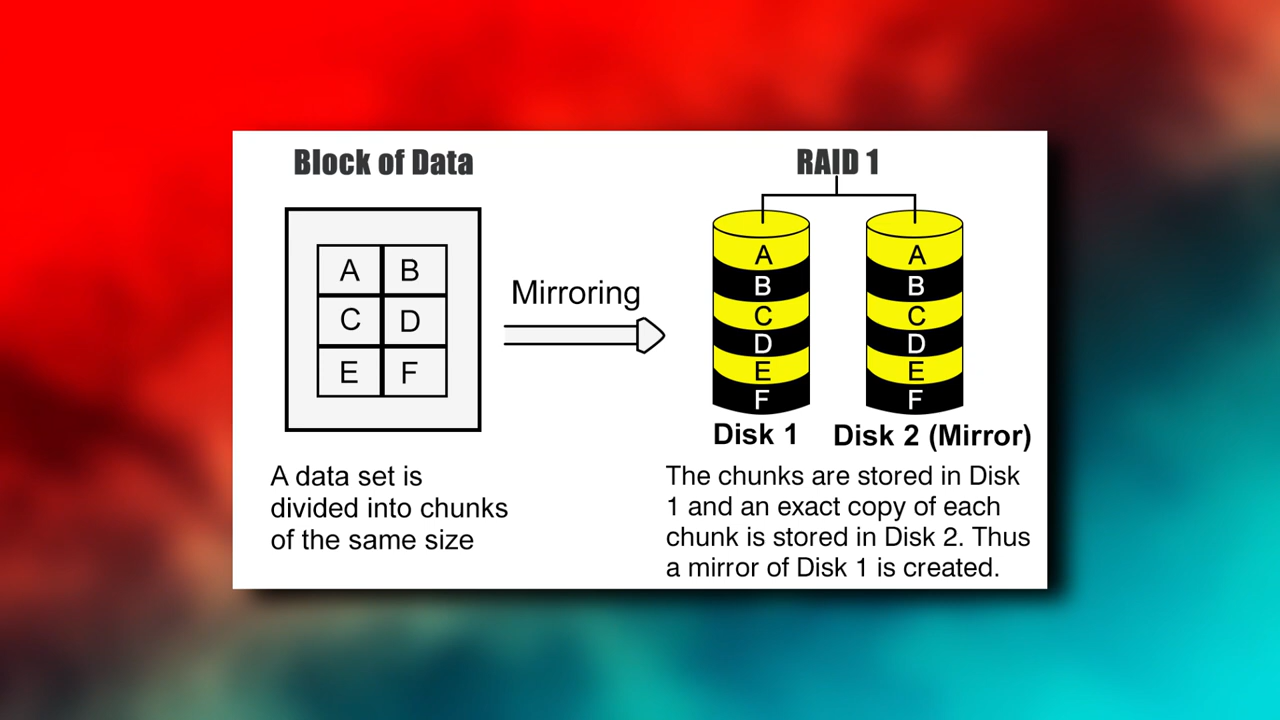 Block of Data
A B
C D
E F
A data set is
divided into chunks
of the same size
Mirroring
RAID 1
A
B
C
D
E
F
Disk 1
A
B
C
D
E
F
Disk 2 (Mirror)
The chunks are stored in Disk
1 and an exact copy of each
chunk is stored in Disk 2. Thus
a mirror of Disk 1 is created.